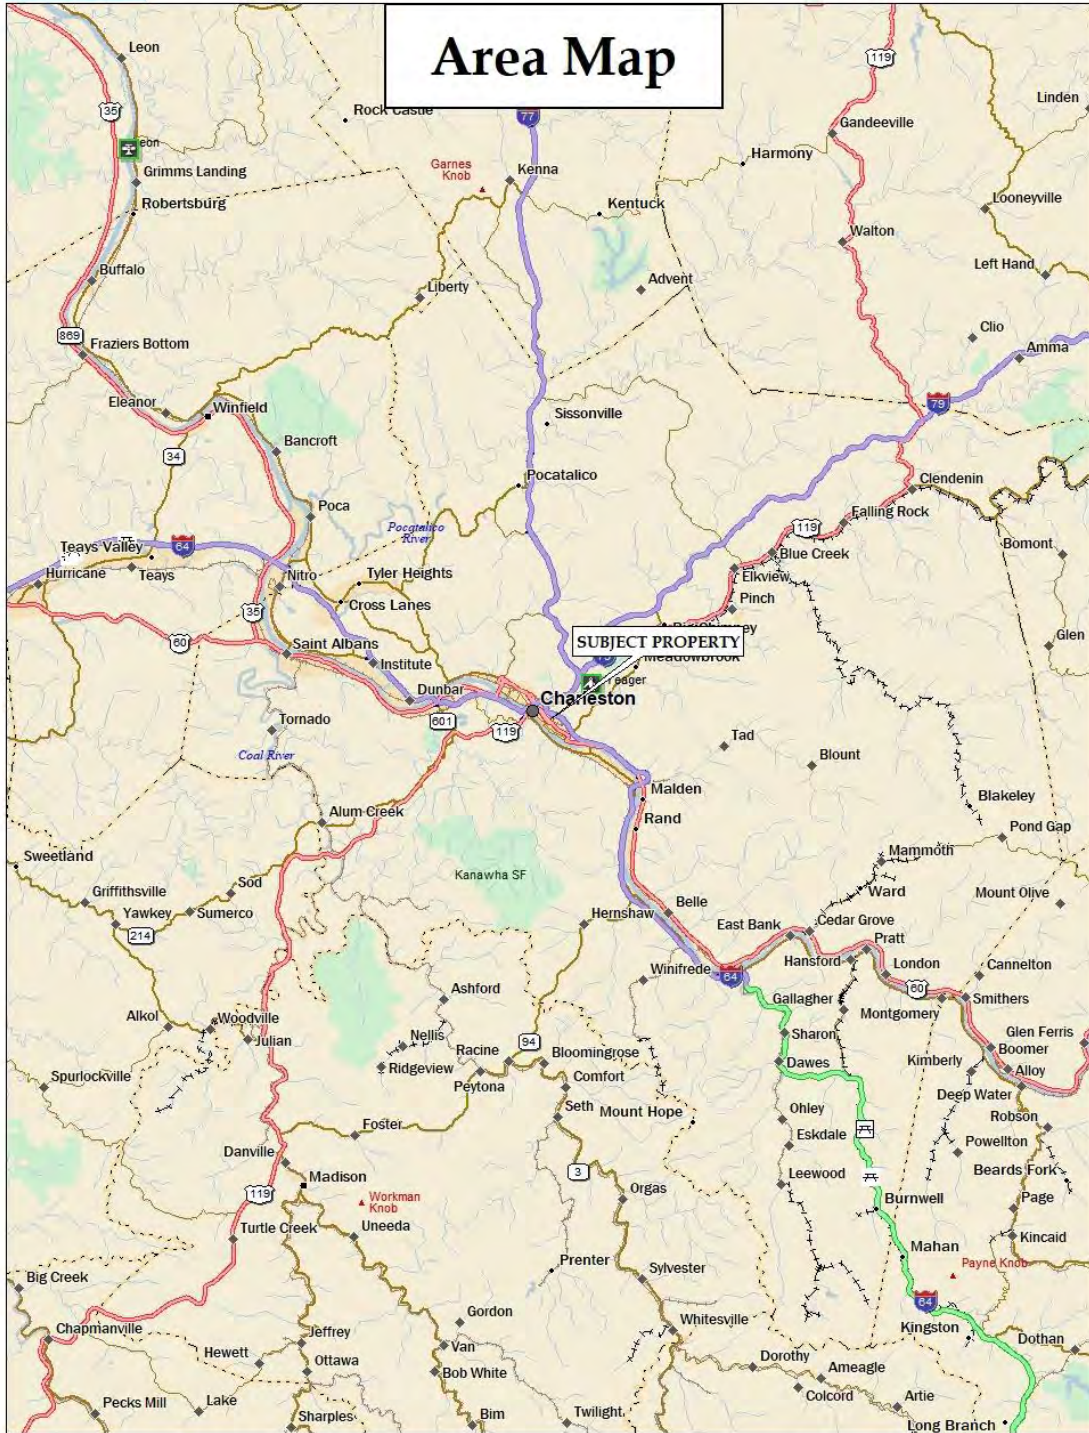 Area Map
Leon
35
eon
Grimms Landing
Robertsburg
Buffalo
869
Fraziers Bottom
Eleanor
Winfield
34
Bancroft
Poca
Rock Castle
Garnes
Knob
Kenna
77
Kentuck
Liberty
Advent
Harmony
119
Gandeeville
Linden
Looneyville
Walton
Left Hand
Clio
Amma
79
Sissonville
Pocatalico
Pocatalico
River
Clendenin
119
Falling Rock
Blue Creek
Bomont
Elkview
Pinch
Glen
Teays Valley
64
Hurricane
Teays
Nitro
Tyler Heights
Cross Lanes
35
60
Saint Albans
Institute
Dunbar
601
119
SUBJECT PROPERTY
Meadowbrook
Yeager
Charleston
Tornado
Coal River
Tad
Blount
Malden
Rand
Blakeley
Pond Gap
Alum Creek
Kanawha SF
Sweetland
Griffithsville
Sod
Yawkey
Sumerco
214
Mammoth
Ward
Mount Olive
Hernshaw
Belle
East Bank
Cedar Grove
Pratt
Hansford
London
Winifrede
64
Cannelton
60
Smithers
Gallagher
Montgomery
Ashford
Alkol
Woodville
Julian
Nellis
Ridgeview
94
Racine
Bloomingrose
Peytona
Comfort
Sharon
Dawes
Glen Ferris
Boomer
Kimberly
Alloy
Deep Water
Spurlockville
Seth
Mount Hope
Ohley
Robson
Foster
Eskdale
Powellton
Danville
Madison
3
Leewood
Beards Fork
119
Workman
Knob
Orgas
Burnwell
Page
Turtle Creek
Uneeda
Kincaid
Mahan
Payne Knob
Big Creek
Prenter
Sylvester
64
Gordon
Whitesville
Kingston
Chapmanville
Jeffrey
Van
Dothan
Hewett
Ottawa
Bob White
Dorothy
Ameagle
Colcord
Artie
Pecks Mill
Lake
Sharples
Bim
Twilight
Long Branch